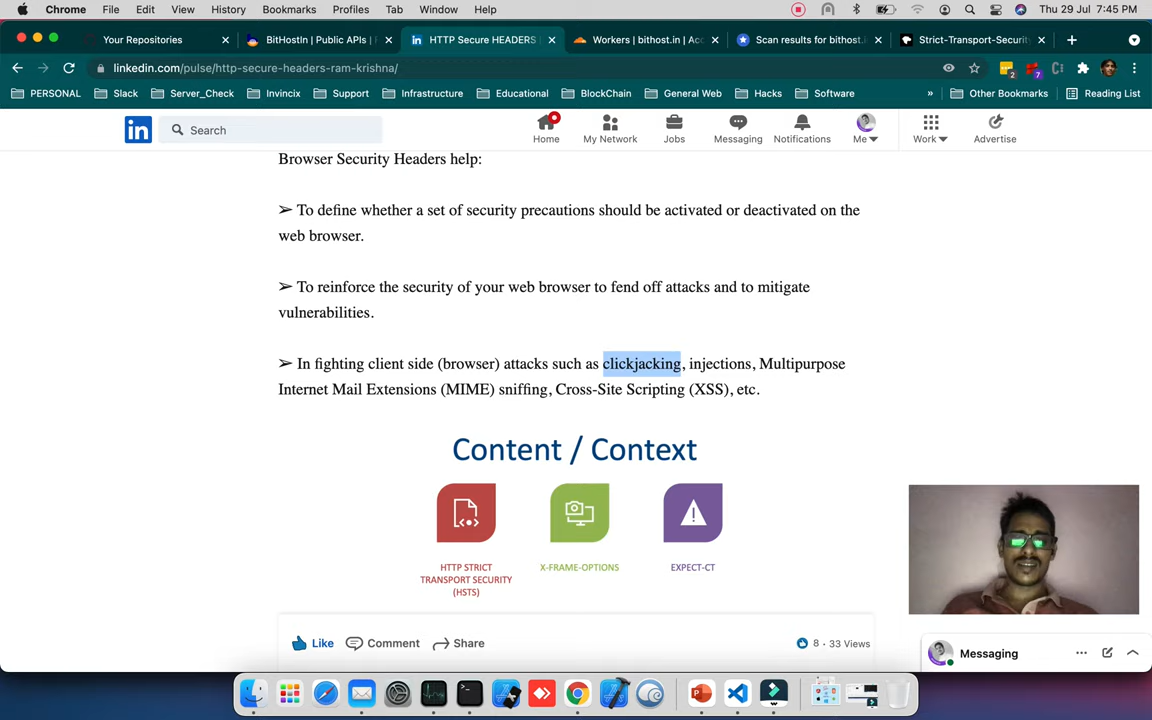 Chrome File Edit View History Bookmarks Profiles Tab Window Help Thu 29 Jul 7:45 PM
Your Repositories BitHostIn | Public APIs | P HTTP Secure HEADERS | Workers | bithost.in | Acc Scan results for bithost.i Strict-Transport-Security
linkedin.com/pulse/http-secure-headers-ram-krishna/ 2 7
PERSONAL Slack Server_Check Invincix Support Infrastructure Educational BlockChain General Web Hacks Software » Other Bookmarks Reading List
in Search Home My Network Jobs Messaging Notifications Me Work Advertise
Browser Security Headers help:
➢ To define whether a set of security precautions should be activated or deactivated on the
web browser.
➢ To reinforce the security of your web browser to fend off attacks and to mitigate
vulnerabilities.
➢ In fighting client side (browser) attacks such as clickjacking, injections, Multipurpose
Internet Mail Extensions (MIME) sniffing, Cross-Site Scripting (XSS), etc.
Content / Context
HTTP STRICT
TRANSPORT SECURITY
(HSTS)
X-FRAME-OPTIONS
EXPECT-CT
Like Comment Share 8 · 33 Views
Messaging